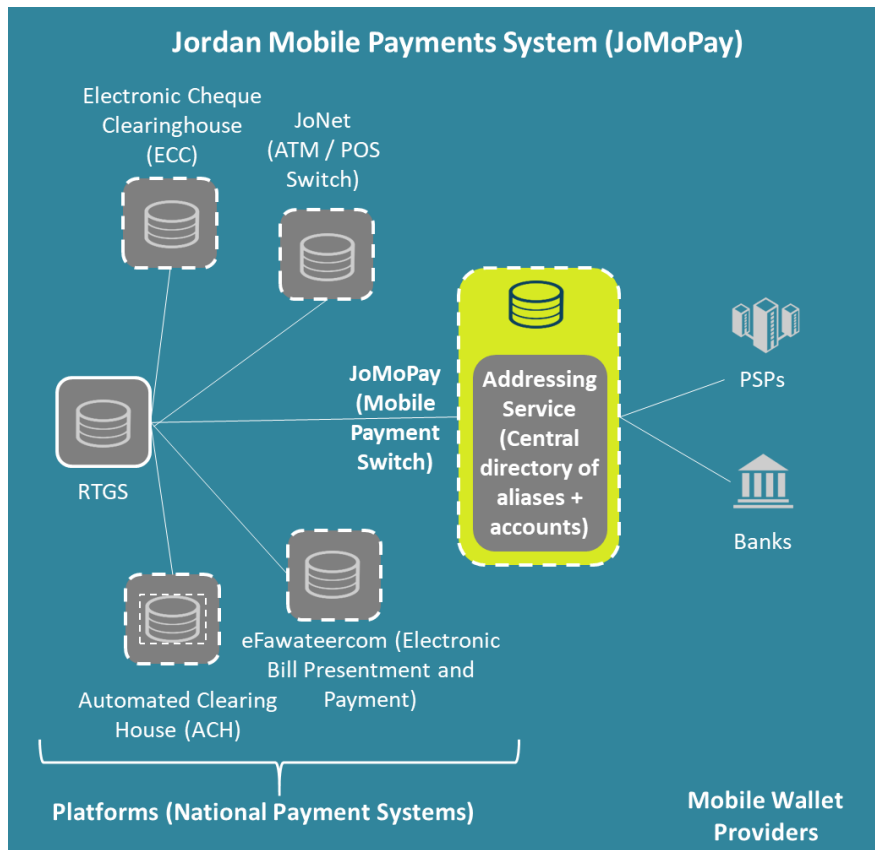 Jordan Mobile Payments System (JoMoPay)
Electronic Cheque
Clearinghouse
(ECC)
JoNet
(ATM / POS
Switch)
JoMoPay
(Mobile
Payment
Switch)
Addressing
Service
(Central
directory of
aliases +
accounts)
PSPs
RTGS
Banks
eFawateercom (Electronic
Bill Presentment and
Payment)
Automated Clearing
House (ACH)
Platforms (National Payment Systems)
Mobile Wallet
Providers